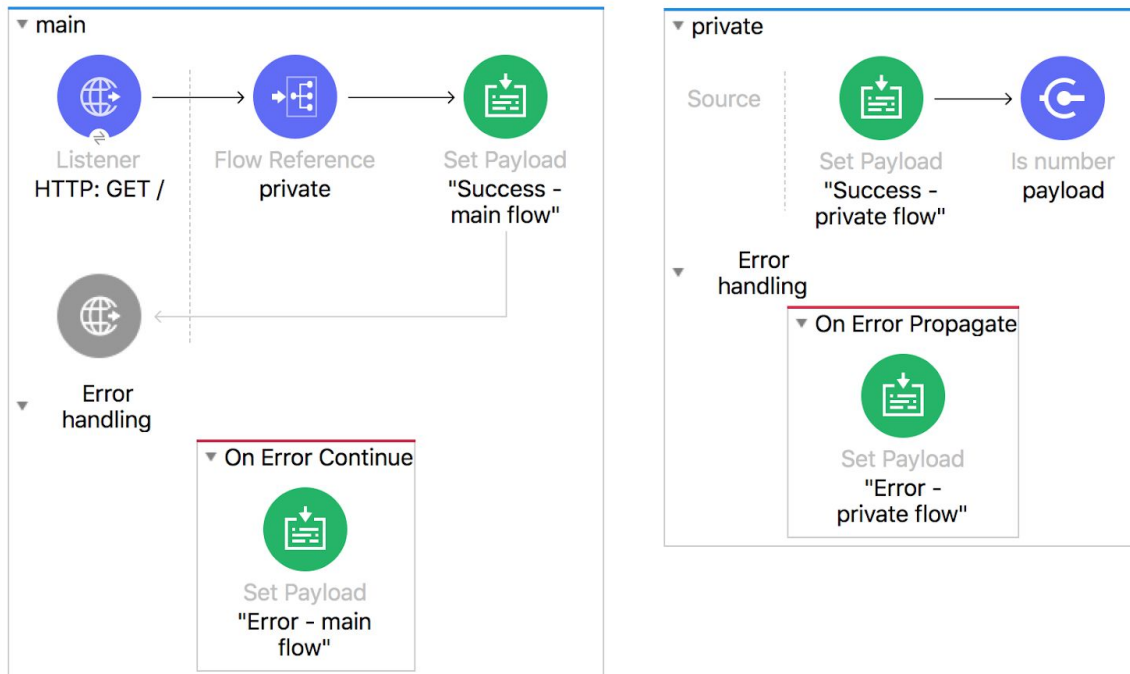 main
Listener
HTTP: GET /
Flow Reference
private
Set Payload
"Success -
main flow"
Error
handling
On Error Continue
Set Payload
"Error - main
flow"
private
Source
Set Payload
"Success -
private flow"
Is number
payload
Error
handling
On Error Propagate
Set Payload
"Error -
private flow"